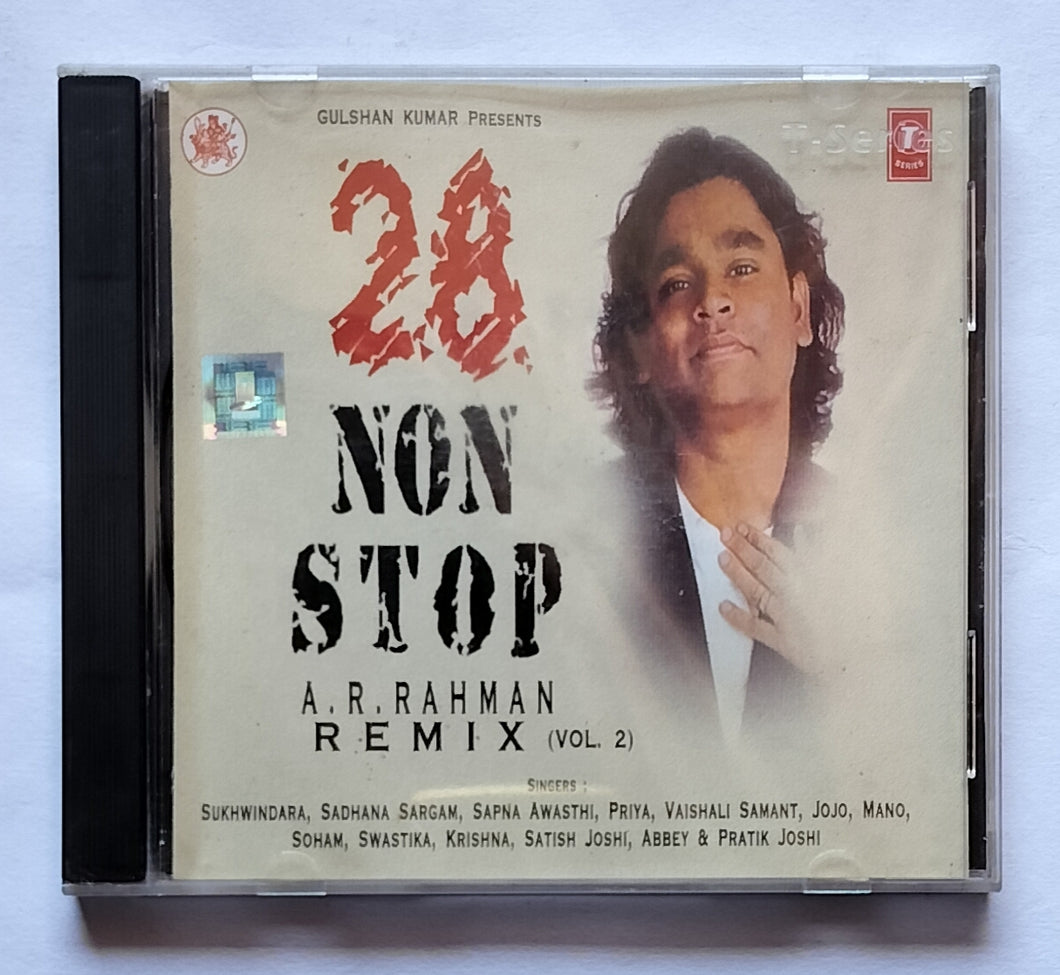 GULSHAN KUMAR PRESENTS
T-Series
T
SERIES
28
NON
STOP
A.R.RAHMAN
REMIX (VOL. 2)
SINGERS :
SUKHWINDARA, SADHANA SARGAM, SAPNA AWASTHI, PRIYA, VAISHALI SAMANT, JOJO, MANO,
SOHAM, SWASTIKA, KRISHNA, SATISH JOSHI, ABBEY & PRATIK JOSHI